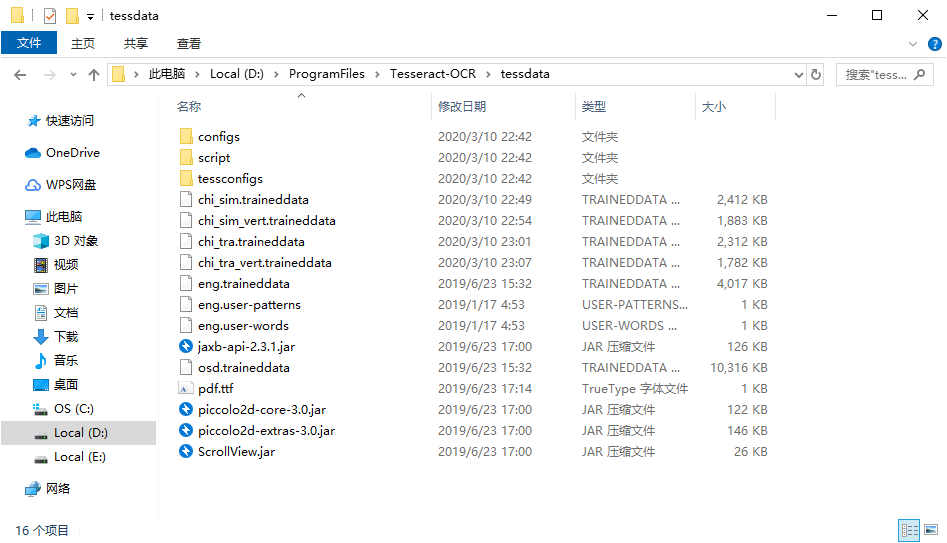 tessdata
文件 主页 共享 查看
此电脑 Local (D:) ProgramFiles Tesseract-OCR tessdata 搜索"tess...
快速访问
OneDrive
WPS网盘
此电脑
3D 对象
视频
图片
文档
下载
音乐
桌面
OS (C:)
Local (D:)
Local (E:)
网络
名称 修改日期 类型 大小
configs 2020/3/10 22:42 文件夹
script 2020/3/10 22:42 文件夹
tessconfigs 2020/3/10 22:42 文件夹
chi_sim.traineddata 2020/3/10 22:49 TRAINEDDATA ... 2,412 KB
chi_sim_vert.traineddata 2020/3/10 22:54 TRAINEDDATA ... 1,883 KB
chi_tra.traineddata 2020/3/10 23:01 TRAINEDDATA ... 2,312 KB
chi_tra_vert.traineddata 2020/3/10 23:07 TRAINEDDATA ... 1,782 KB
eng.traineddata 2019/6/23 15:32 TRAINEDDATA ... 4,017 KB
eng.user-patterns 2019/1/17 4:53 USER-PATTERNS... 1 KB
eng.user-words 2019/1/17 4:53 USER-WORDS ... 1 KB
jaxb-api-2.3.1.jar 2019/6/23 17:00 JAR 压缩文件 126 KB
osd.traineddata 2019/6/23 15:32 TRAINEDDATA ... 10,316 KB
pdf.ttf 2019/6/23 17:14 TrueType 字体文件 1 KB
piccolo2d-core-3.0.jar 2019/6/23 17:00 JAR 压缩文件 122 KB
piccolo2d-extras-3.0.jar 2019/6/23 17:00 JAR 压缩文件 146 KB
ScrollView.jar 2019/6/23 17:00 JAR 压缩文件 26 KB
16 个项目